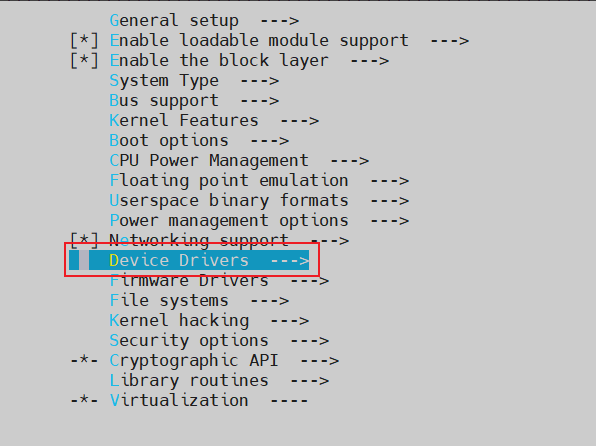 General setup  --->
[*] Enable loadable module support  --->
[*] Enable the block layer  --->
System Type  --->
Bus support  --->
Kernel Features  --->
Boot options  --->
CPU Power Management  --->
Floating point emulation  --->
Userspace binary formats  --->
Power management options  --->
[*] Networking support  --->
Device Drivers  --->
Firmware Drivers  --->
File systems  --->
Kernel hacking  --->
Security options  --->
-*- Cryptographic API  --->
Library routines  --->
-*- Virtualization  ----